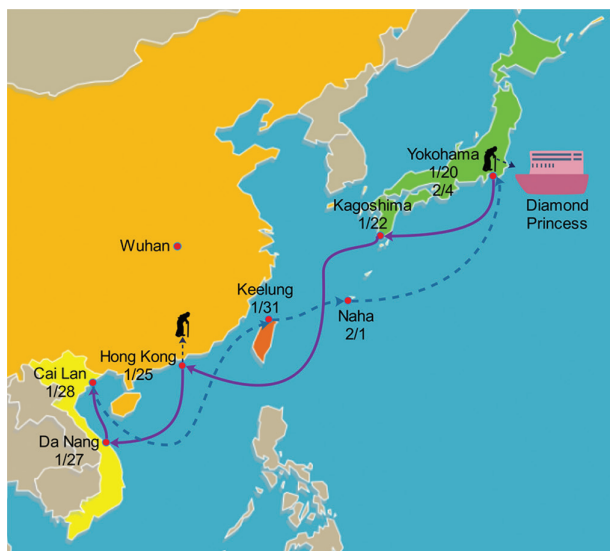 Yokohama
1/20
2/4
Diamond
Princess
Kagoshima
1/22
Wuhan
Keelung
1/31
Naha
2/1
Hong Kong
1/25
Cai Lan
1/28
Da Nang
1/27